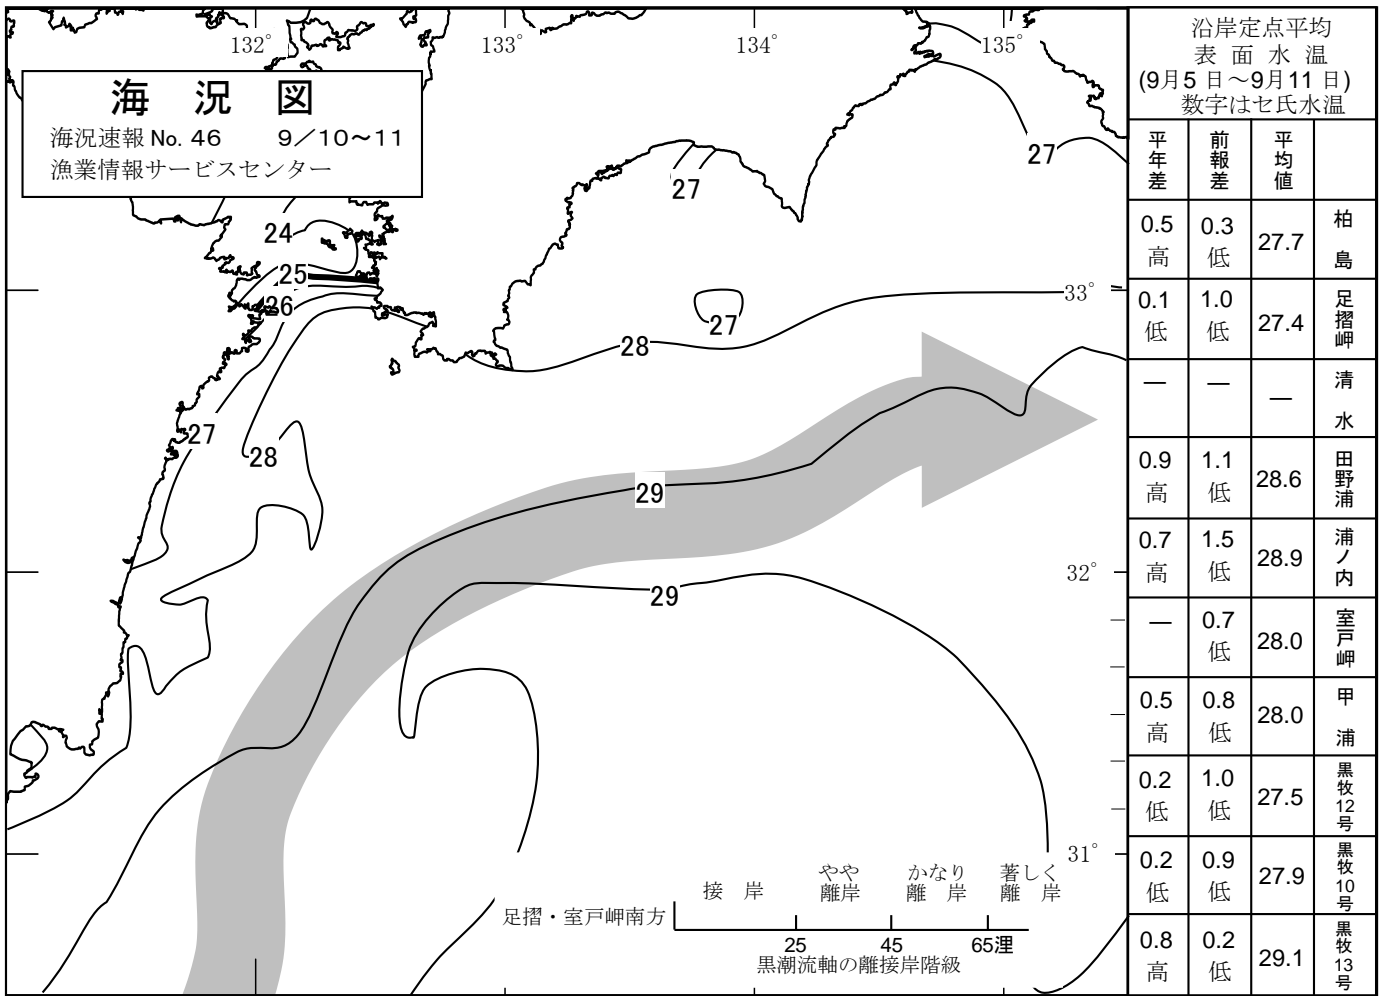 132°
133°
134°
135°
海 況 図
海況速報 No. 46 9／10～11
漁業情報サービスセンター
27
27
24
25
26
27
28
33°
28
27
28
29
32°
29
31°
足摺・室戸岬南方
接 岸
やや
離岸
かなり
離 岸
著しく
離 岸
25 45 65浬
黒潮流軸の離接岸階級
沿岸定点平均
表 面 水 温
(9月5 日～9月11 日)
数字はセ氏水温
平年差 前報差 平均値
0.5高 0.3低 27.7 柏島
0.1低 1.0低 27.4 足摺岬
― ― ― 清水
0.9高 1.1低 28.6 田野浦
0.7高 1.5低 28.9 浦ノ内
― 0.7低 28.0 室戸岬
0.5高 0.8低 28.0 甲浦
0.2低 1.0低 27.5 黒牧12号
0.2低 0.9低 27.9 黒牧10号
0.8高 0.2低 29.1 黒牧13号